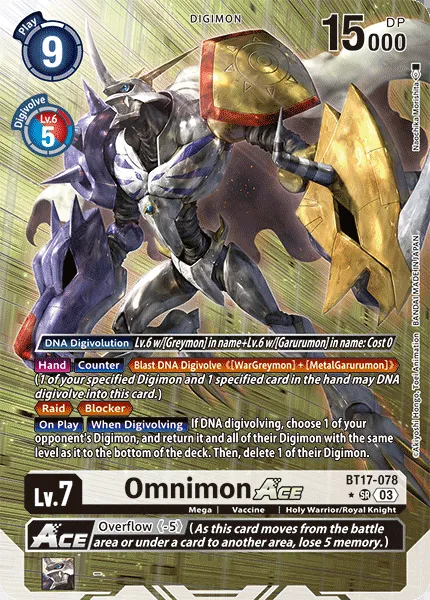 DIGIMON
Play
9
DP
15000
Digivolve
Lv.6
5
Naochika Morishita
DNA Digivolution Lv.6 w/[Greymon] in name+Lv.6 w/[Garurumon] in name: Cost 0
Hand Counter Blast DNA Digivolve 《[WarGreymon] + [MetalGarurumon]》
(1 of your specified Digimon and 1 specified card in the hand may DNA
digivolve into this card.)
Raid Blocker
On Play When Digivolving If DNA digivolving, choose 1 of your
opponent's Digimon, and return it and all of their Digimon with the same
level as it to the bottom of the deck. Then, delete 1 of their Digimon.
©Akiyoshi Hongo, Toei Animation BANDAI MADE IN JAPAN
Lv.7
Omnimon ACE
BT17-078
★ SR 03
Mega | Vaccine | Holy Warrior/Royal Knight
ACE
Overflow 《-5》 (As this card moves from the battle
area or under a card to another area, lose 5 memory.)